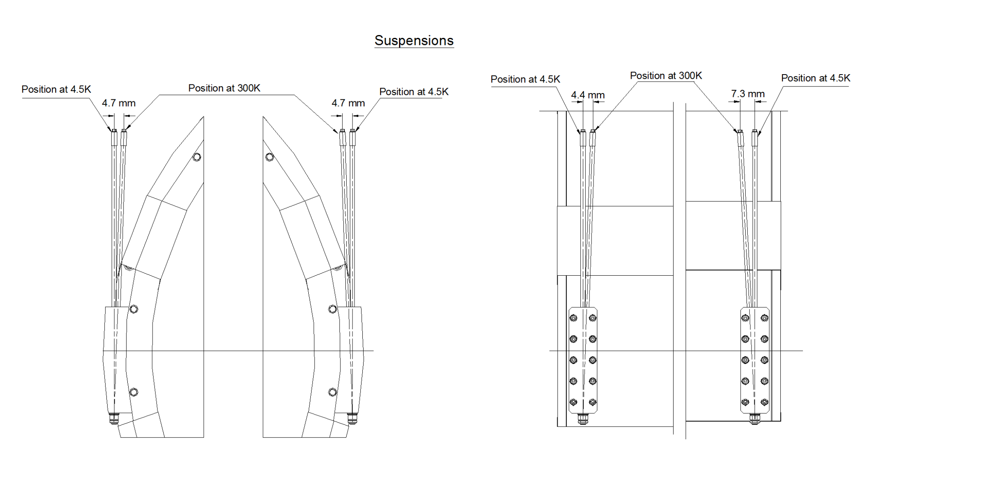 Suspensions
Position at 4.5K
Position at 300K
Position at 4.5K
4.7 mm
4.7 mm
Position at 4.5K
Position at 300K
Position at 4.5K
4.4 mm
7.3 mm